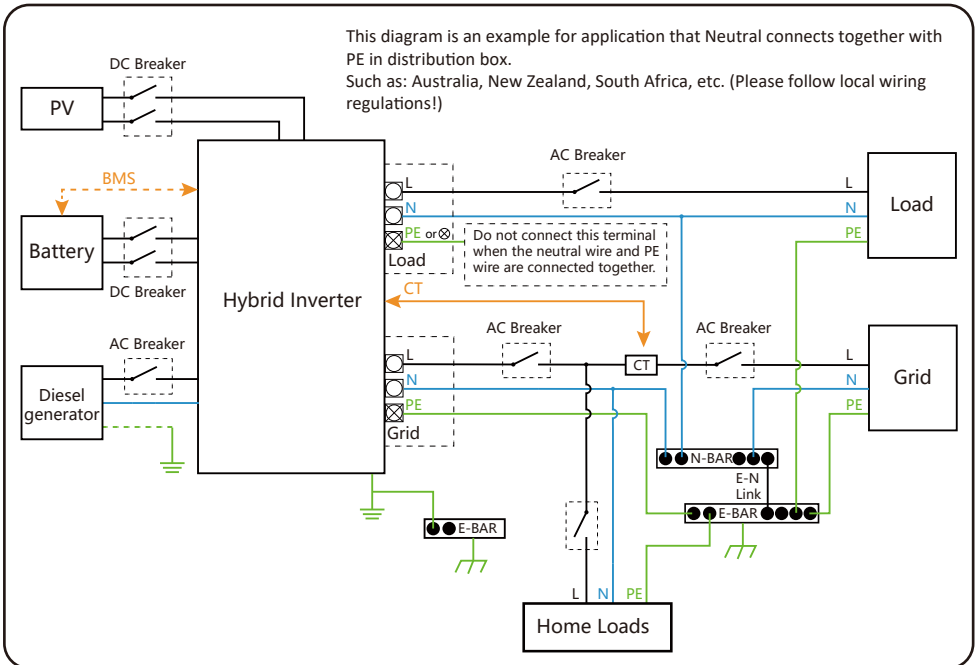 This diagram is an example for application that Neutral connects together with
PE in distribution box.
Such as: Australia, New Zealand, South Africa, etc. (Please follow local wiring
regulations!)
DC Breaker
PV
BMS
Battery
DC Breaker
AC Breaker
Diesel
generator
Hybrid Inverter
L
N
PE or
Load
Do not connect this terminal
when the neutral wire and PE
wire are connected together.
AC Breaker
L
N
PE
Load
CT
AC Breaker
CT
AC Breaker
L
N
PE
Grid
L
N
PE
Grid
N-BAR
E-N
Link
E-BAR
E-BAR
L
N
PE
Home Loads